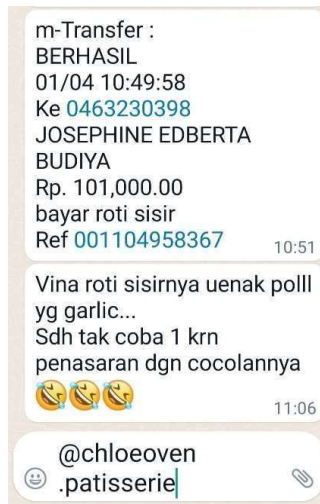 m-Transfer :
BERHASIL
01/04 10:49:58
Ke 0463230398
JOSEPHINE EDBERTA
BUDIYA
Rp. 101,000.00
bayar roti sisir
Ref 001104958367
10:51
Vina roti sisirnya uenak polll
yg garlic...
Sdh tak coba 1 krn
penasaran dgn cocolannya
🤣🤣🤣
11:06
@chloeoven
.patisserie